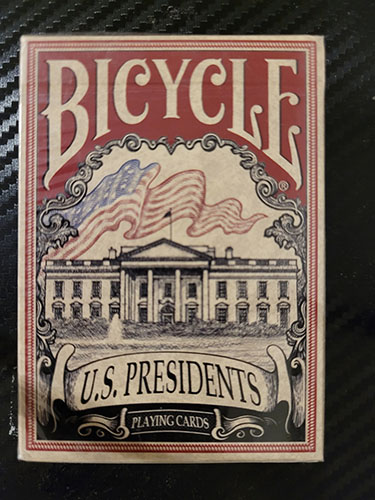 BICYCLE
®
U.S. PRESIDENTS
PLAYING CARDS